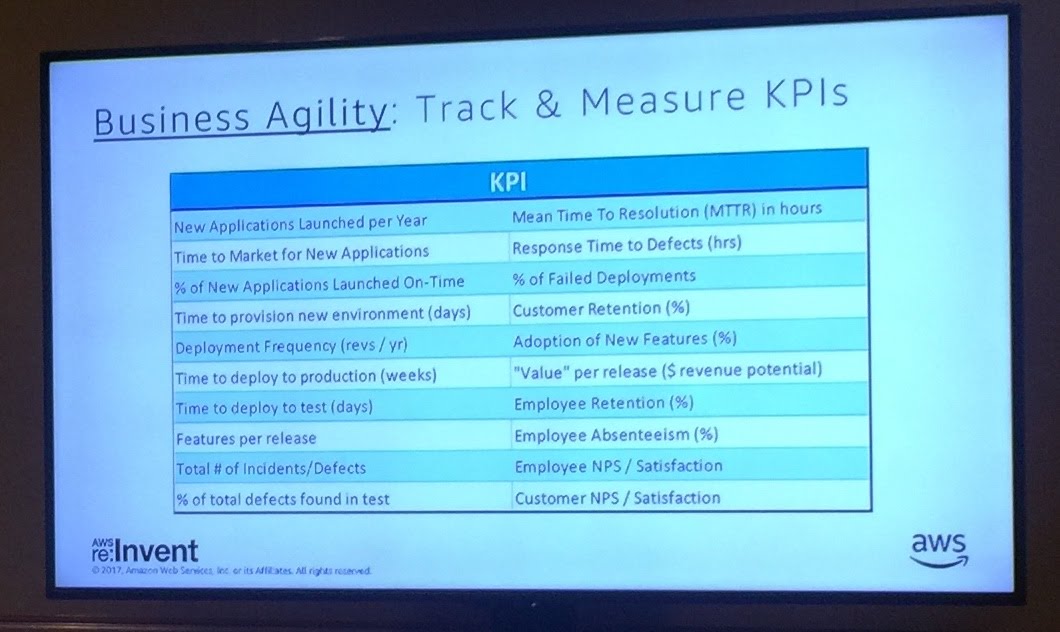 Business Agility: Track & Measure KPIs
KPI
New Applications Launched per Year
Mean Time To Resolution (MTTR) in hours
Time to Market for New Applications
Response Time to Defects (hrs)
% of New Applications Launched On-Time
% of Failed Deployments
Time to provision new environment (days)
Customer Retention (%)
Deployment Frequency (revs / yr)
Adoption of New Features (%)
Time to deploy to production (weeks)
"Value" per release ($ revenue potential)
Time to deploy to test (days)
Employee Retention (%)
Features per release
Employee Absenteeism (%)
Total # of Incidents/Defects
Employee NPS / Satisfaction
% of total defects found in test
Customer NPS / Satisfaction
AWS
re:Invent
© 2017, Amazon Web Services, Inc. or its Affiliates. All rights reserved.
aws